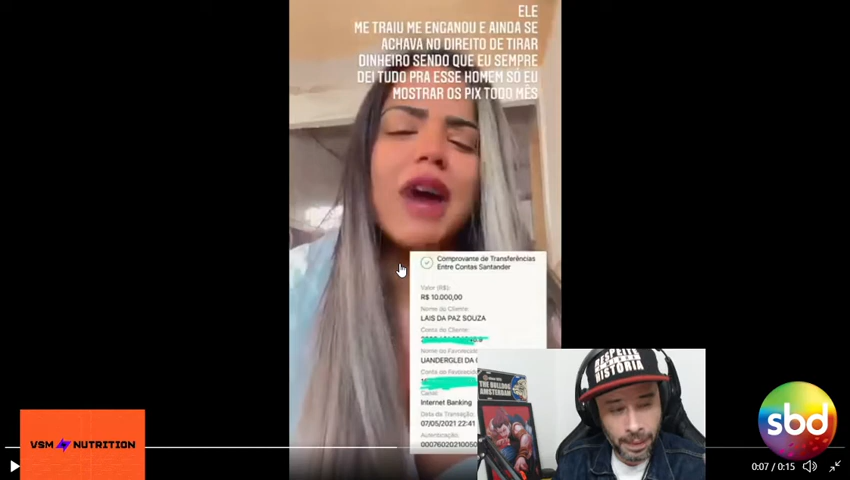 ELE
ME TRAIU ME ENGANOU E AINDA SE
ACHAVA NO DIREITO DE TIRAR
DINHEIRO SENDO QUE EU SEMPRE
DEI TUDO PRA ESSE HOMEM SÓ EU
MOSTRAR OS PIX TODO MÊS
Comprovante de Transferências
Entre Contas Santander
Valor (R$):
R$ 10.000,00
Nome do Cliente:
LAIS DA PAZ SOUZA
Conta do Cliente:
Nome do Favorecido
UANDERGLEI DA
Conta do Favorecido
Canal:
Internet Banking
Data da Transação:
07/05/2021 22:41
Autenticação:
RESPEITE
HISTÓRIA
THE BULLDOG
AMSTERDAM
VSM NUTRITION
sbd
0:07 / 0:15